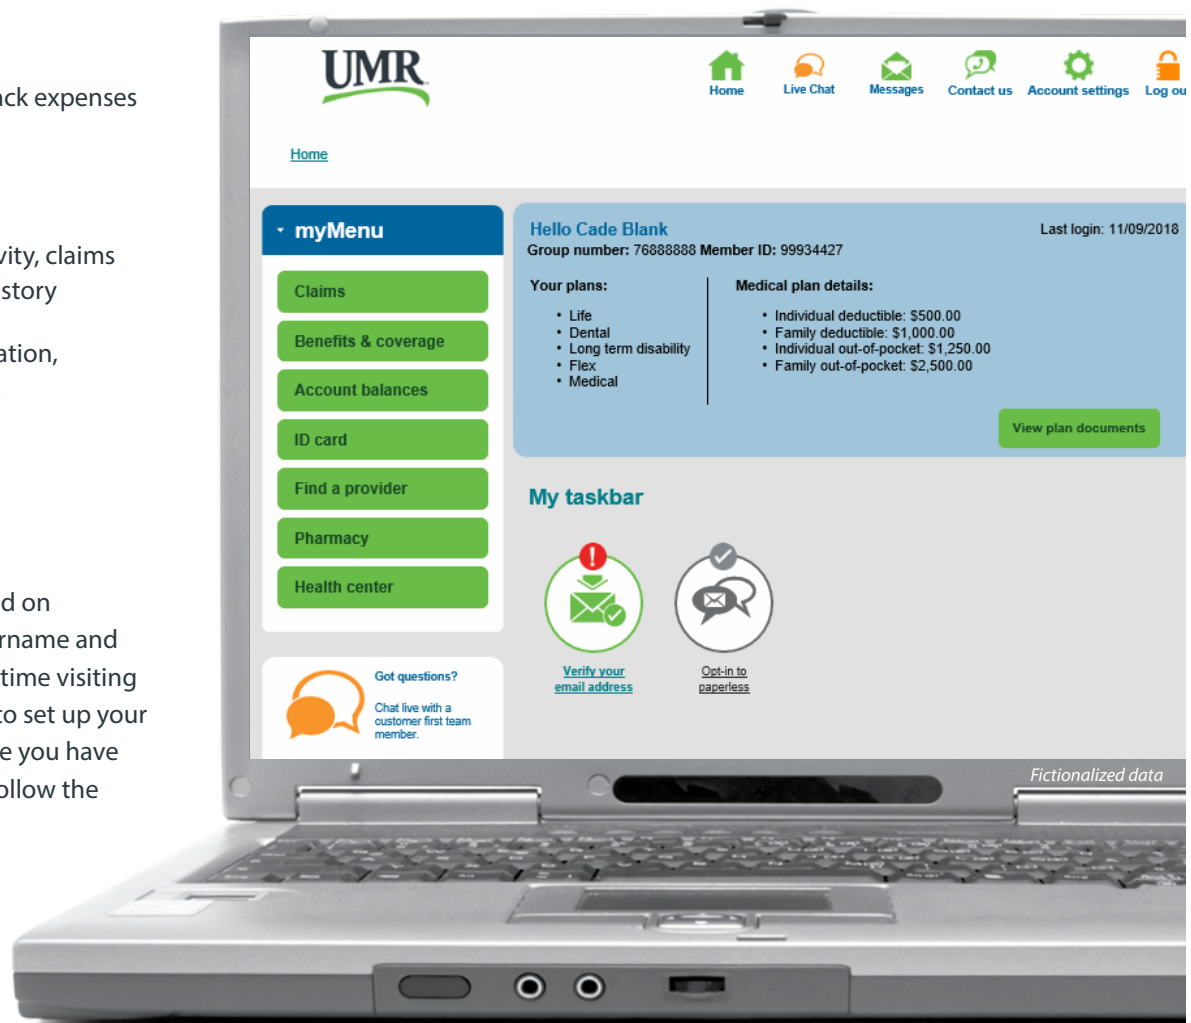 ack expenses
vity, claims
story
ation,
d on
rname and
time visiting
to set up your
e you have
ollow the
UMR
Home
Live Chat
Messages
Contact us
Account settings
Log ou
Home
myMenu
Claims
Benefits & coverage
Account balances
ID card
Find a provider
Pharmacy
Health center
Got questions?
Chat live with a
customer first team
member.
Hello Cade Blank
Last login: 11/09/2018
Group number: 76888888 Member ID: 99934427
Your plans:
• Life
• Dental
• Long term disability
• Flex
• Medical
Medical plan details:
• Individual deductible: $500.00
• Family deductible: $1,000.00
• Individual out-of-pocket: $1,250.00
• Family out-of-pocket: $2,500.00
View plan documents
My taskbar
Verify your
email address
Opt-in to
paperless
Fictionalized data